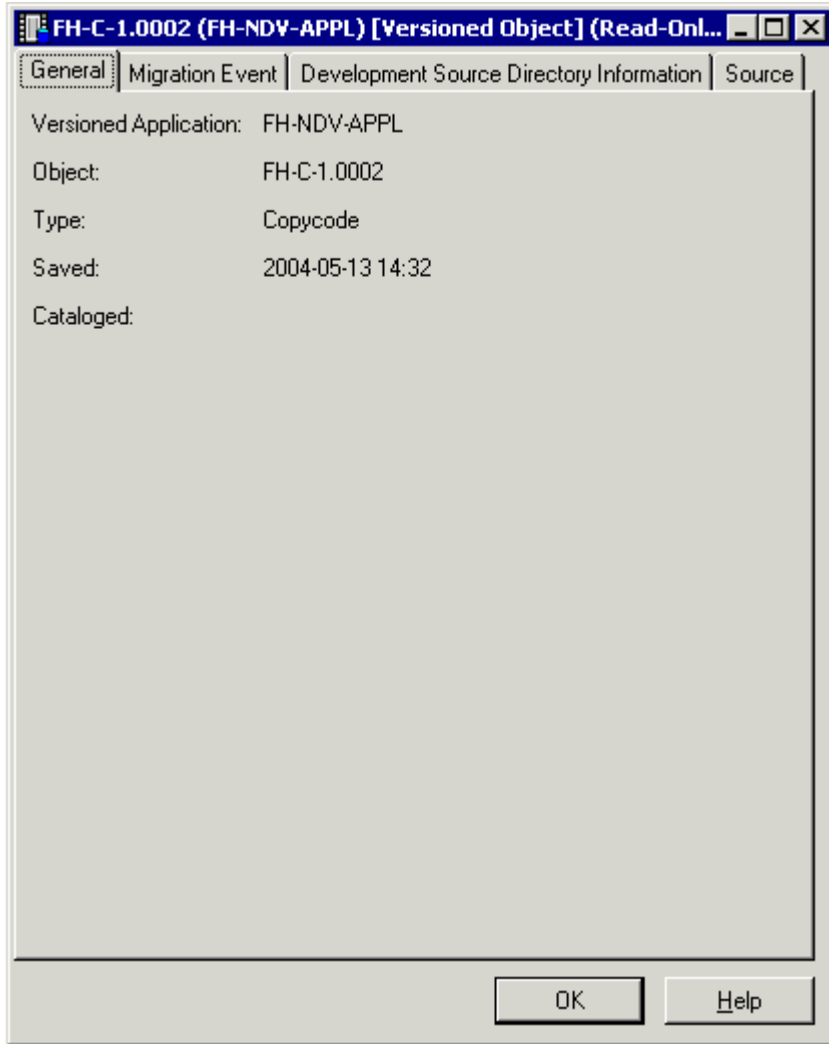 FH-C-1.0002 (FH-NDV-APPL) [Versioned Object] (Read-Onl...
General Migration Event Development Source Directory Information Source
Versioned Application: FH-NDV-APPL
Object: FH-C-1.0002
Type: Copycode
Saved: 2004-05-13 14:32
Cataloged:
OK Help